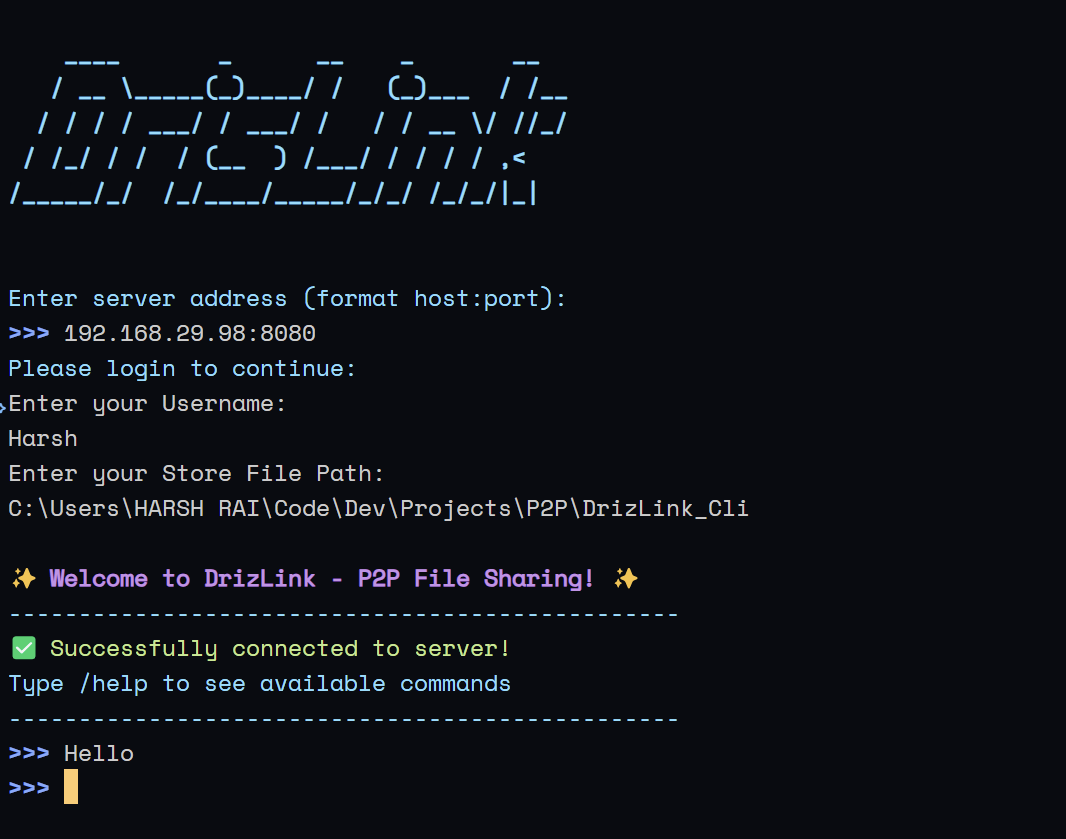 ____       _      __    _       __
   / __ \_____(_)____/ /   (_)___  / /__
  / / / / ___/ / ___/ /   / / __ \/ //_/
 / /_/ / /  / (__  ) /___/ / / / / ,<
/_____/_/  /_/____/_____/_/_/ /_/_/|_|
Enter server address (format host:port):
>>> 192.168.29.98:8080
Please login to continue:
Enter your Username:
Harsh
Enter your Store File Path:
C:\Users\HARSH RAI\Code\Dev\Projects\P2P\DrizLink_Cli
✨ Welcome to DrizLink - P2P File Sharing! ✨
------------------------------------------------
✅ Successfully connected to server!
Type /help to see available commands
------------------------------------------------
>>> Hello
>>>